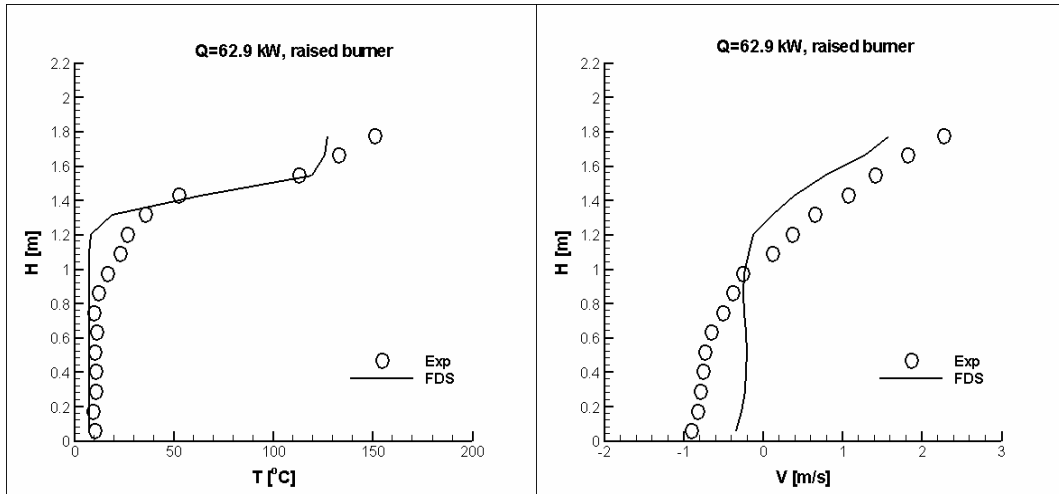 Q=62.9 kW, raised burner
2.2
2
1.8
1.6
1.4
1.2
1
0.8
0.6
0.4
0.2
0
H [m]
Exp
FDS
0 50 100 150 200
T [°C]
Q=62.9 kW, raised burner
2.2
2
1.8
1.6
1.4
1.2
1
0.8
0.6
0.4
0.2
0
H [m]
Exp
FDS
-2 -1 0 1 2 3
V [m/s]